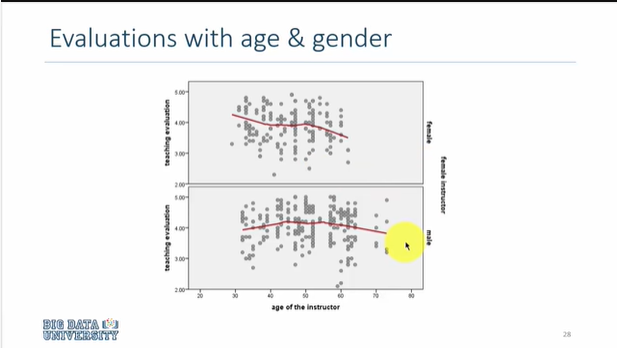 Evaluations with age & gender
5.00
4.00
3.00
2.00
teaching evaluation
female
5.00
4.00
3.00
2.00
teaching evaluation
male
female instructor
20 30 40 50 60 70 80
age of the instructor
BIG DATA
UNIVERSITY
28